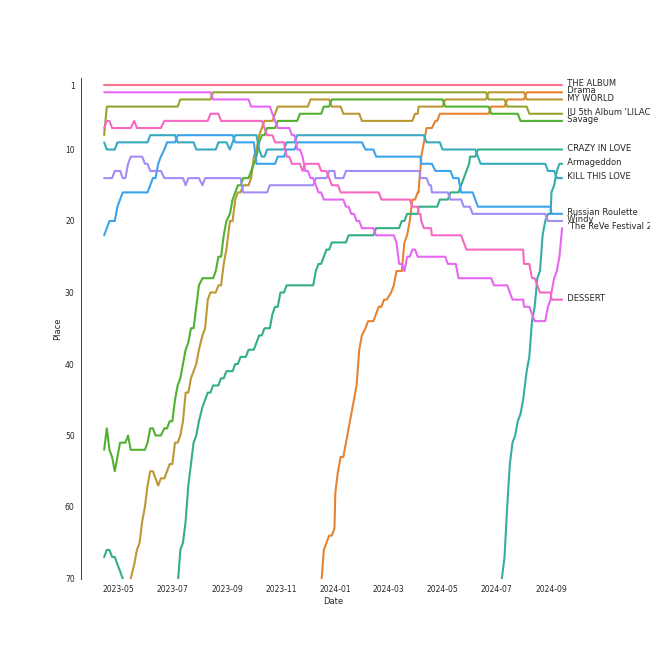 1
10
20
30
40
50
60
70
Place
2023-05
2023-07
2023-09
2023-11
2024-01
2024-03
2024-05
2024-07
2024-09
Date
THE ALBUM
Drama
MY WORLD
IU 5th Album 'LILAC
Savage
CRAZY IN LOVE
Armageddon
KILL THIS LOVE
Russian Roulette
Windy
'The ReVe Festival 2
DESSERT